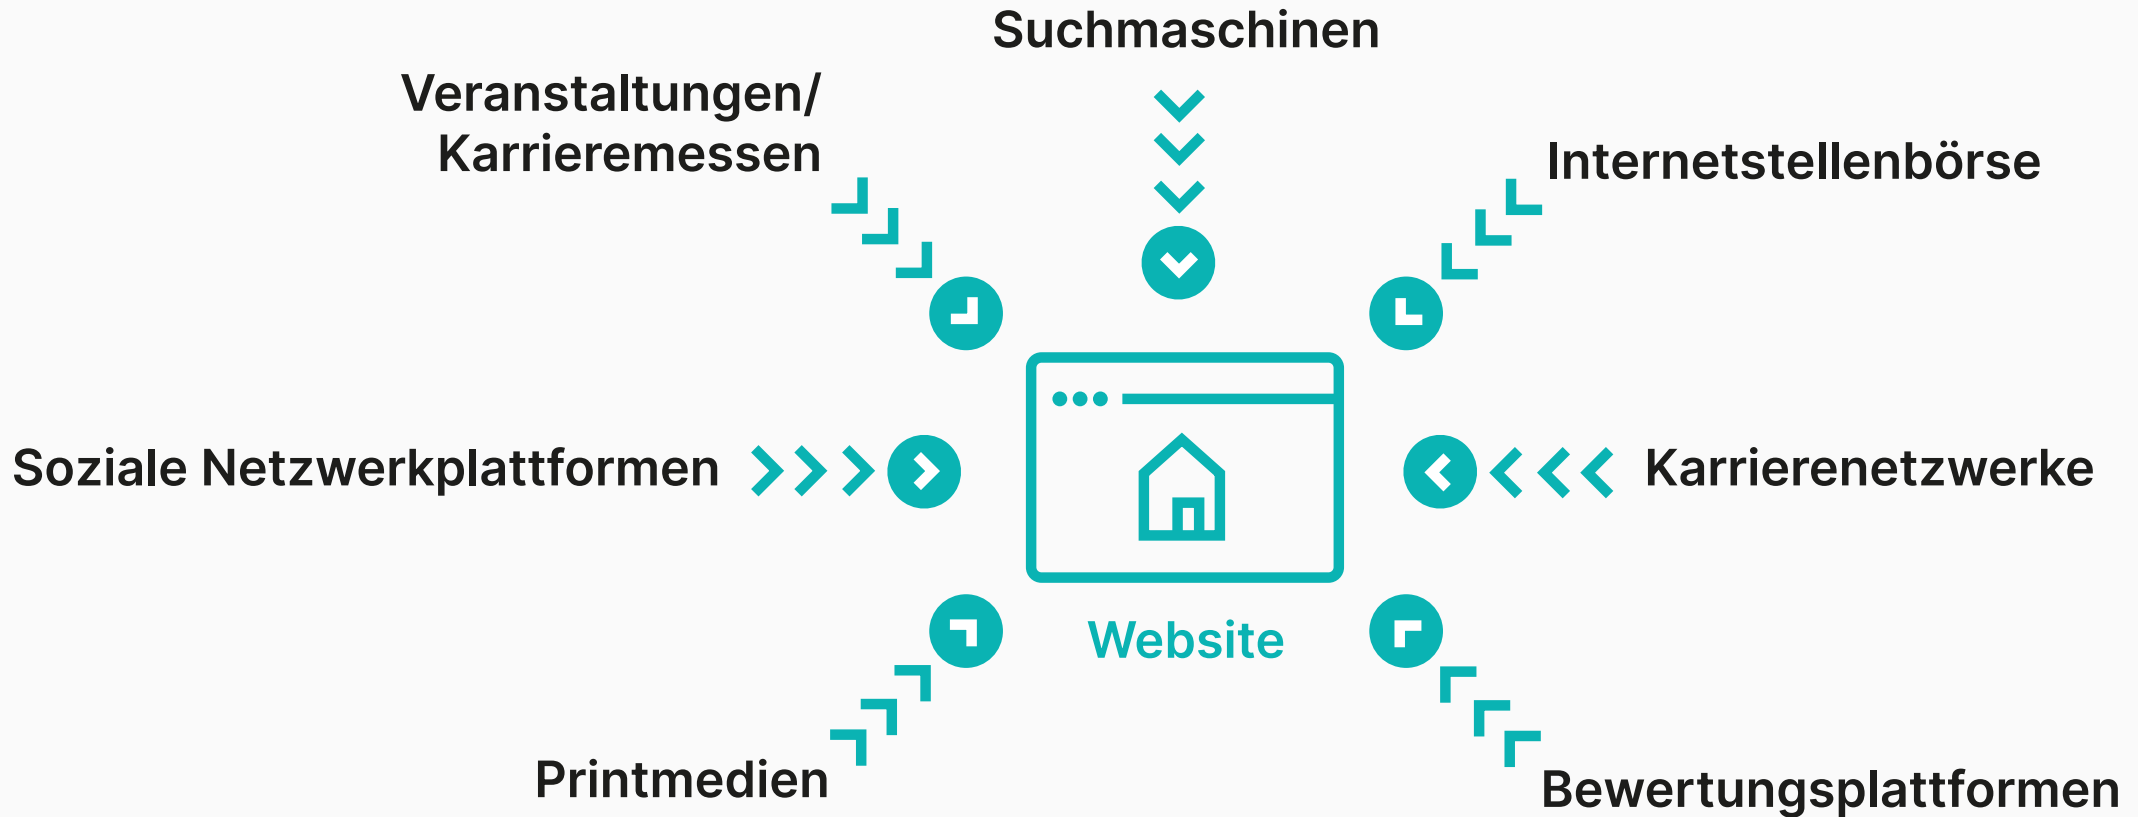 Suchmaschinen
Veranstaltungen/
Karrieremessen
Internetstellenbörse
Soziale Netzwerkplattformen
Karrierenetzwerke
Website
Printmedien
Bewertungsplattformen